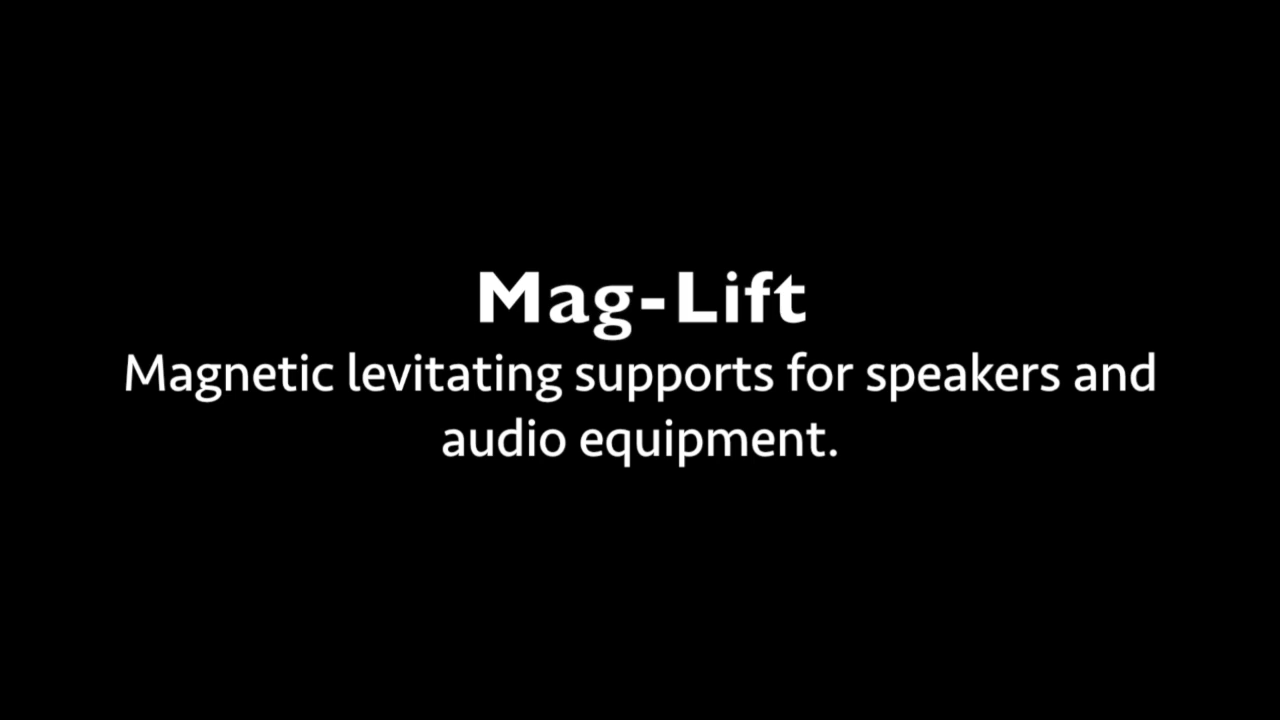 Mag-Lift
Magnetic levitating supports for speakers and
audio equipment.